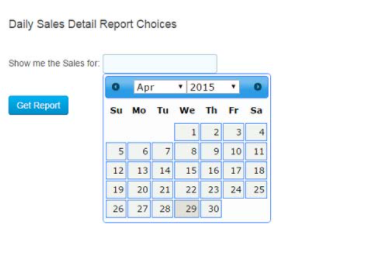 Daily Sales Detail Report Choices
Show me the Sales for:
Apr 2015
Get Report
Su Mo Tu We Th Fr Sa
1 2 3 4
5 6 7 8 9 10 11
12 13 14 15 16 17 18
19 20 21 22 23 24 25
26 27 28 29 30